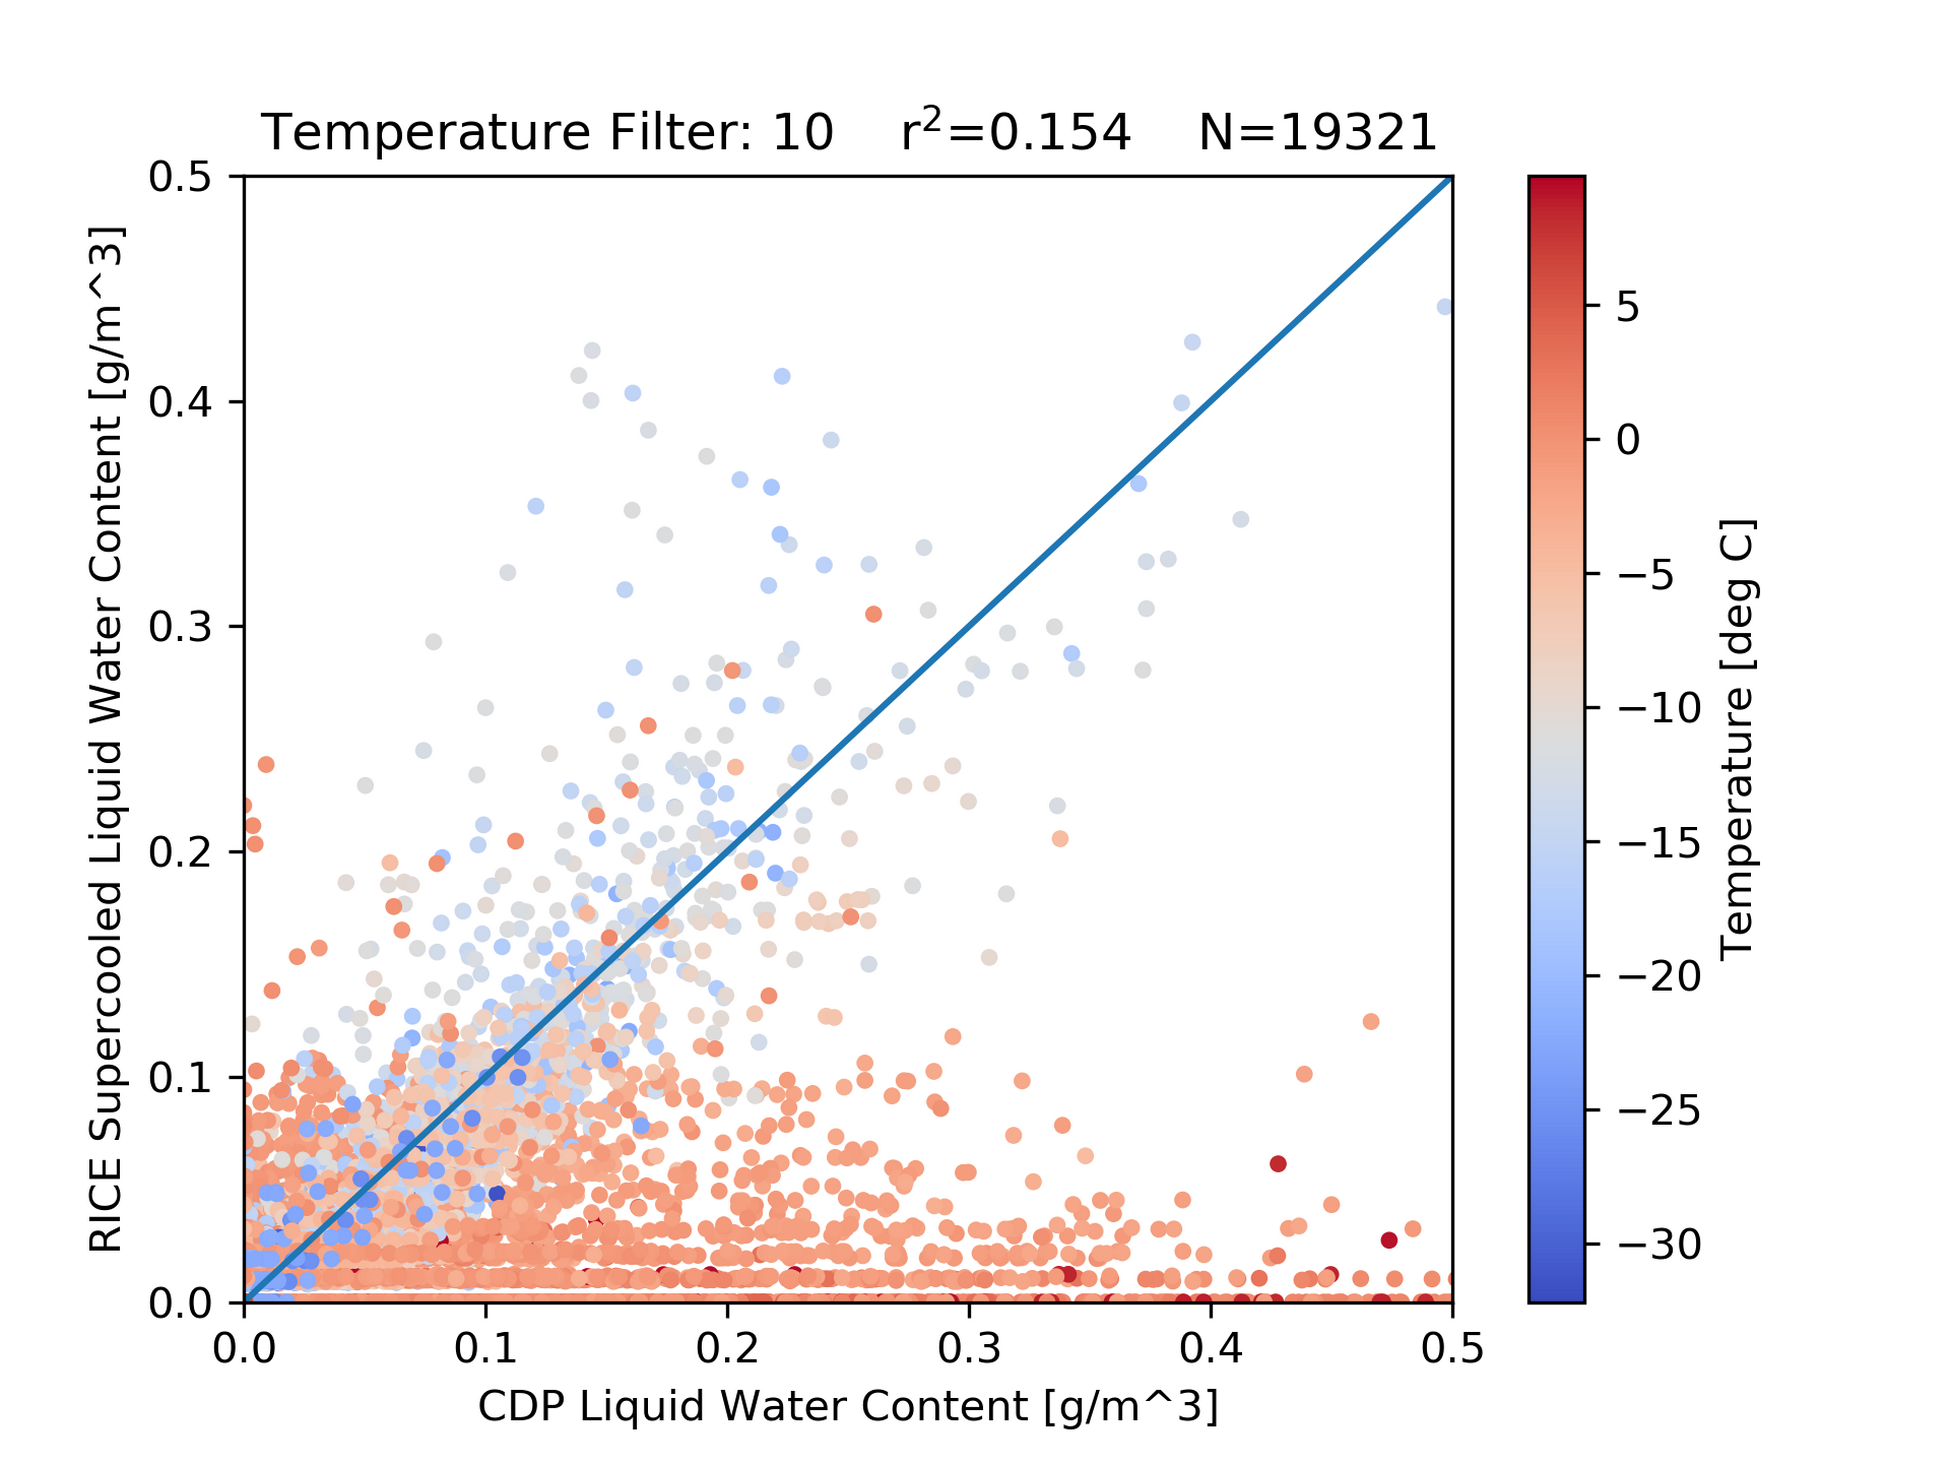 Temperature Filter: 10 r²=0.154 N=19321
0.5
0.4
0.3
0.2
0.1
0.0
RICE Supercooled Liquid Water Content [g/m^3]
0.0 0.1 0.2 0.3 0.4 0.5
CDP Liquid Water Content [g/m^3]
5
0
−5
−10
−15
−20
−25
−30
Temperature [deg C]